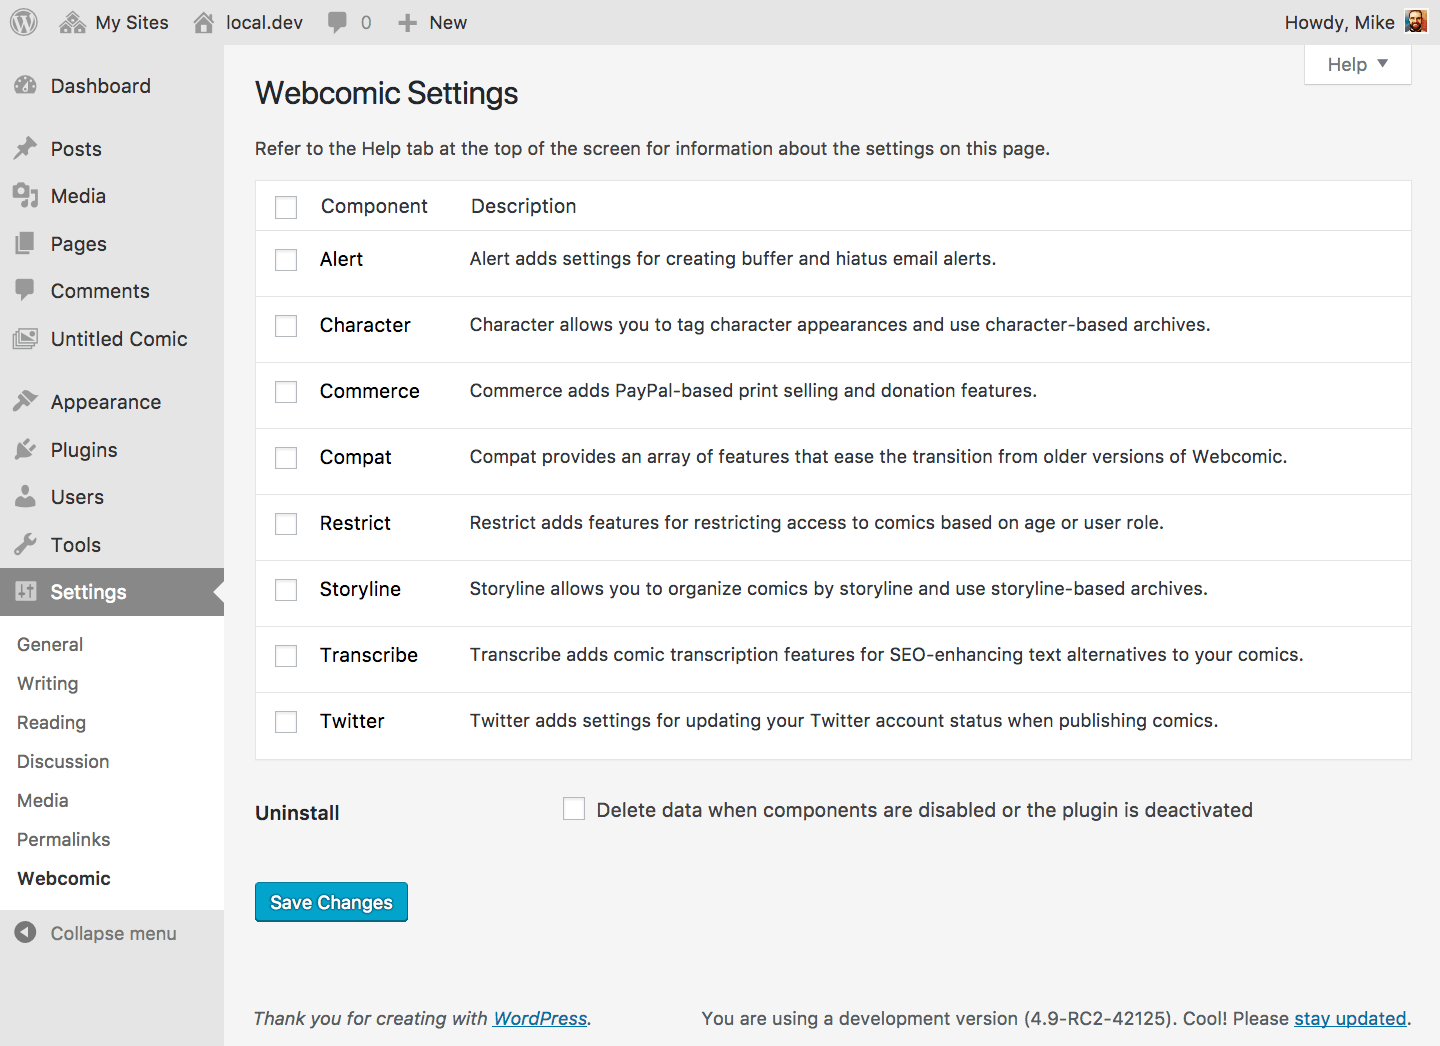 My Sites
local.dev
0
New
Howdy, Mike
Help
Dashboard
Posts
Media
Pages
Comments
Untitled Comic
Appearance
Plugins
Users
Tools
Settings
General
Writing
Reading
Discussion
Media
Permalinks
Webcomic
Collapse menu
Webcomic Settings
Refer to the Help tab at the top of the screen for information about the settings on this page.
Component Description
Alert Alert adds settings for creating buffer and hiatus email alerts.
Character Character allows you to tag character appearances and use character-based archives.
Commerce Commerce adds PayPal-based print selling and donation features.
Compat Compat provides an array of features that ease the transition from older versions of Webcomic.
Restrict Restrict adds features for restricting access to comics based on age or user role.
Storyline Storyline allows you to organize comics by storyline and use storyline-based archives.
Transcribe Transcribe adds comic transcription features for SEO-enhancing text alternatives to your comics.
Twitter Twitter adds settings for updating your Twitter account status when publishing comics.
Uninstall Delete data when components are disabled or the plugin is deactivated
Save Changes
Thank you for creating with WordPress.
You are using a development version (4.9-RC2-42125). Cool! Please stay updated.